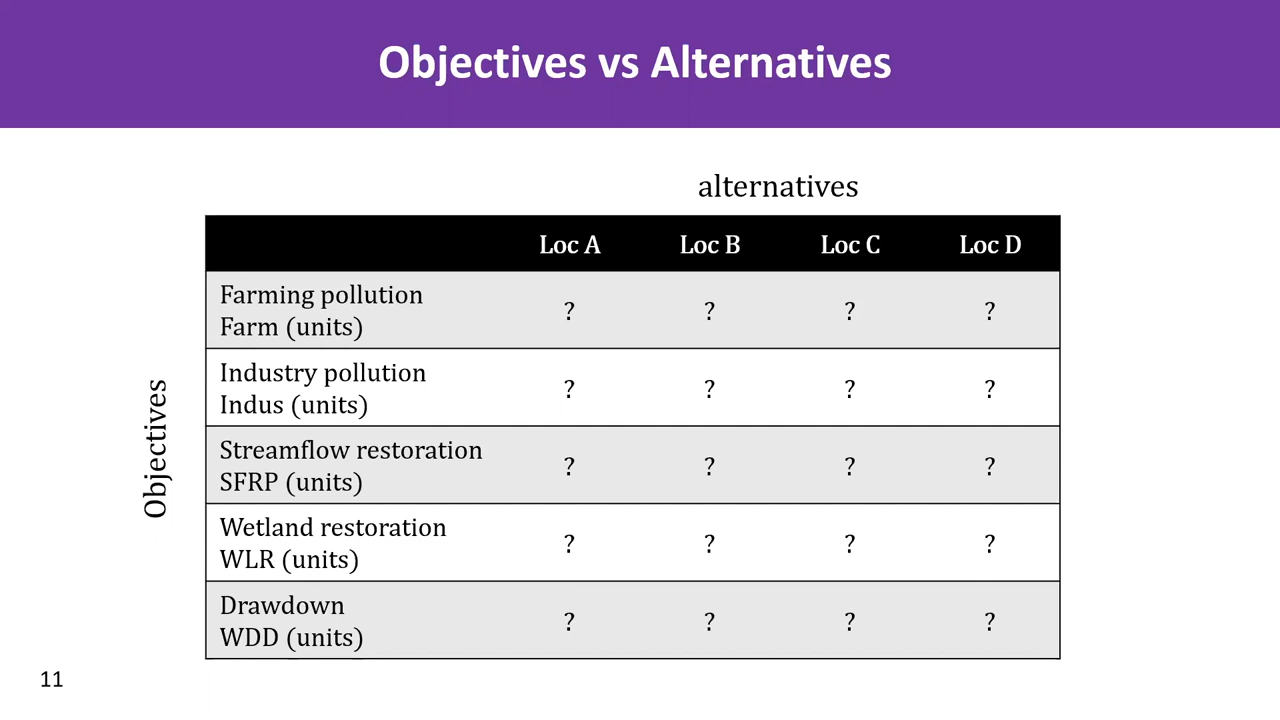 Objectives vs Alternatives
alternatives
Loc A Loc B Loc C Loc D
Farming pollution
Farm (units) ? ? ? ?
Industry pollution
Indus (units) ? ? ? ?
Objectives
Streamflow restoration
SFRP (units) ? ? ? ?
Wetland restoration
WLR (units) ? ? ? ?
Drawdown
WDD (units) ? ? ? ?
11